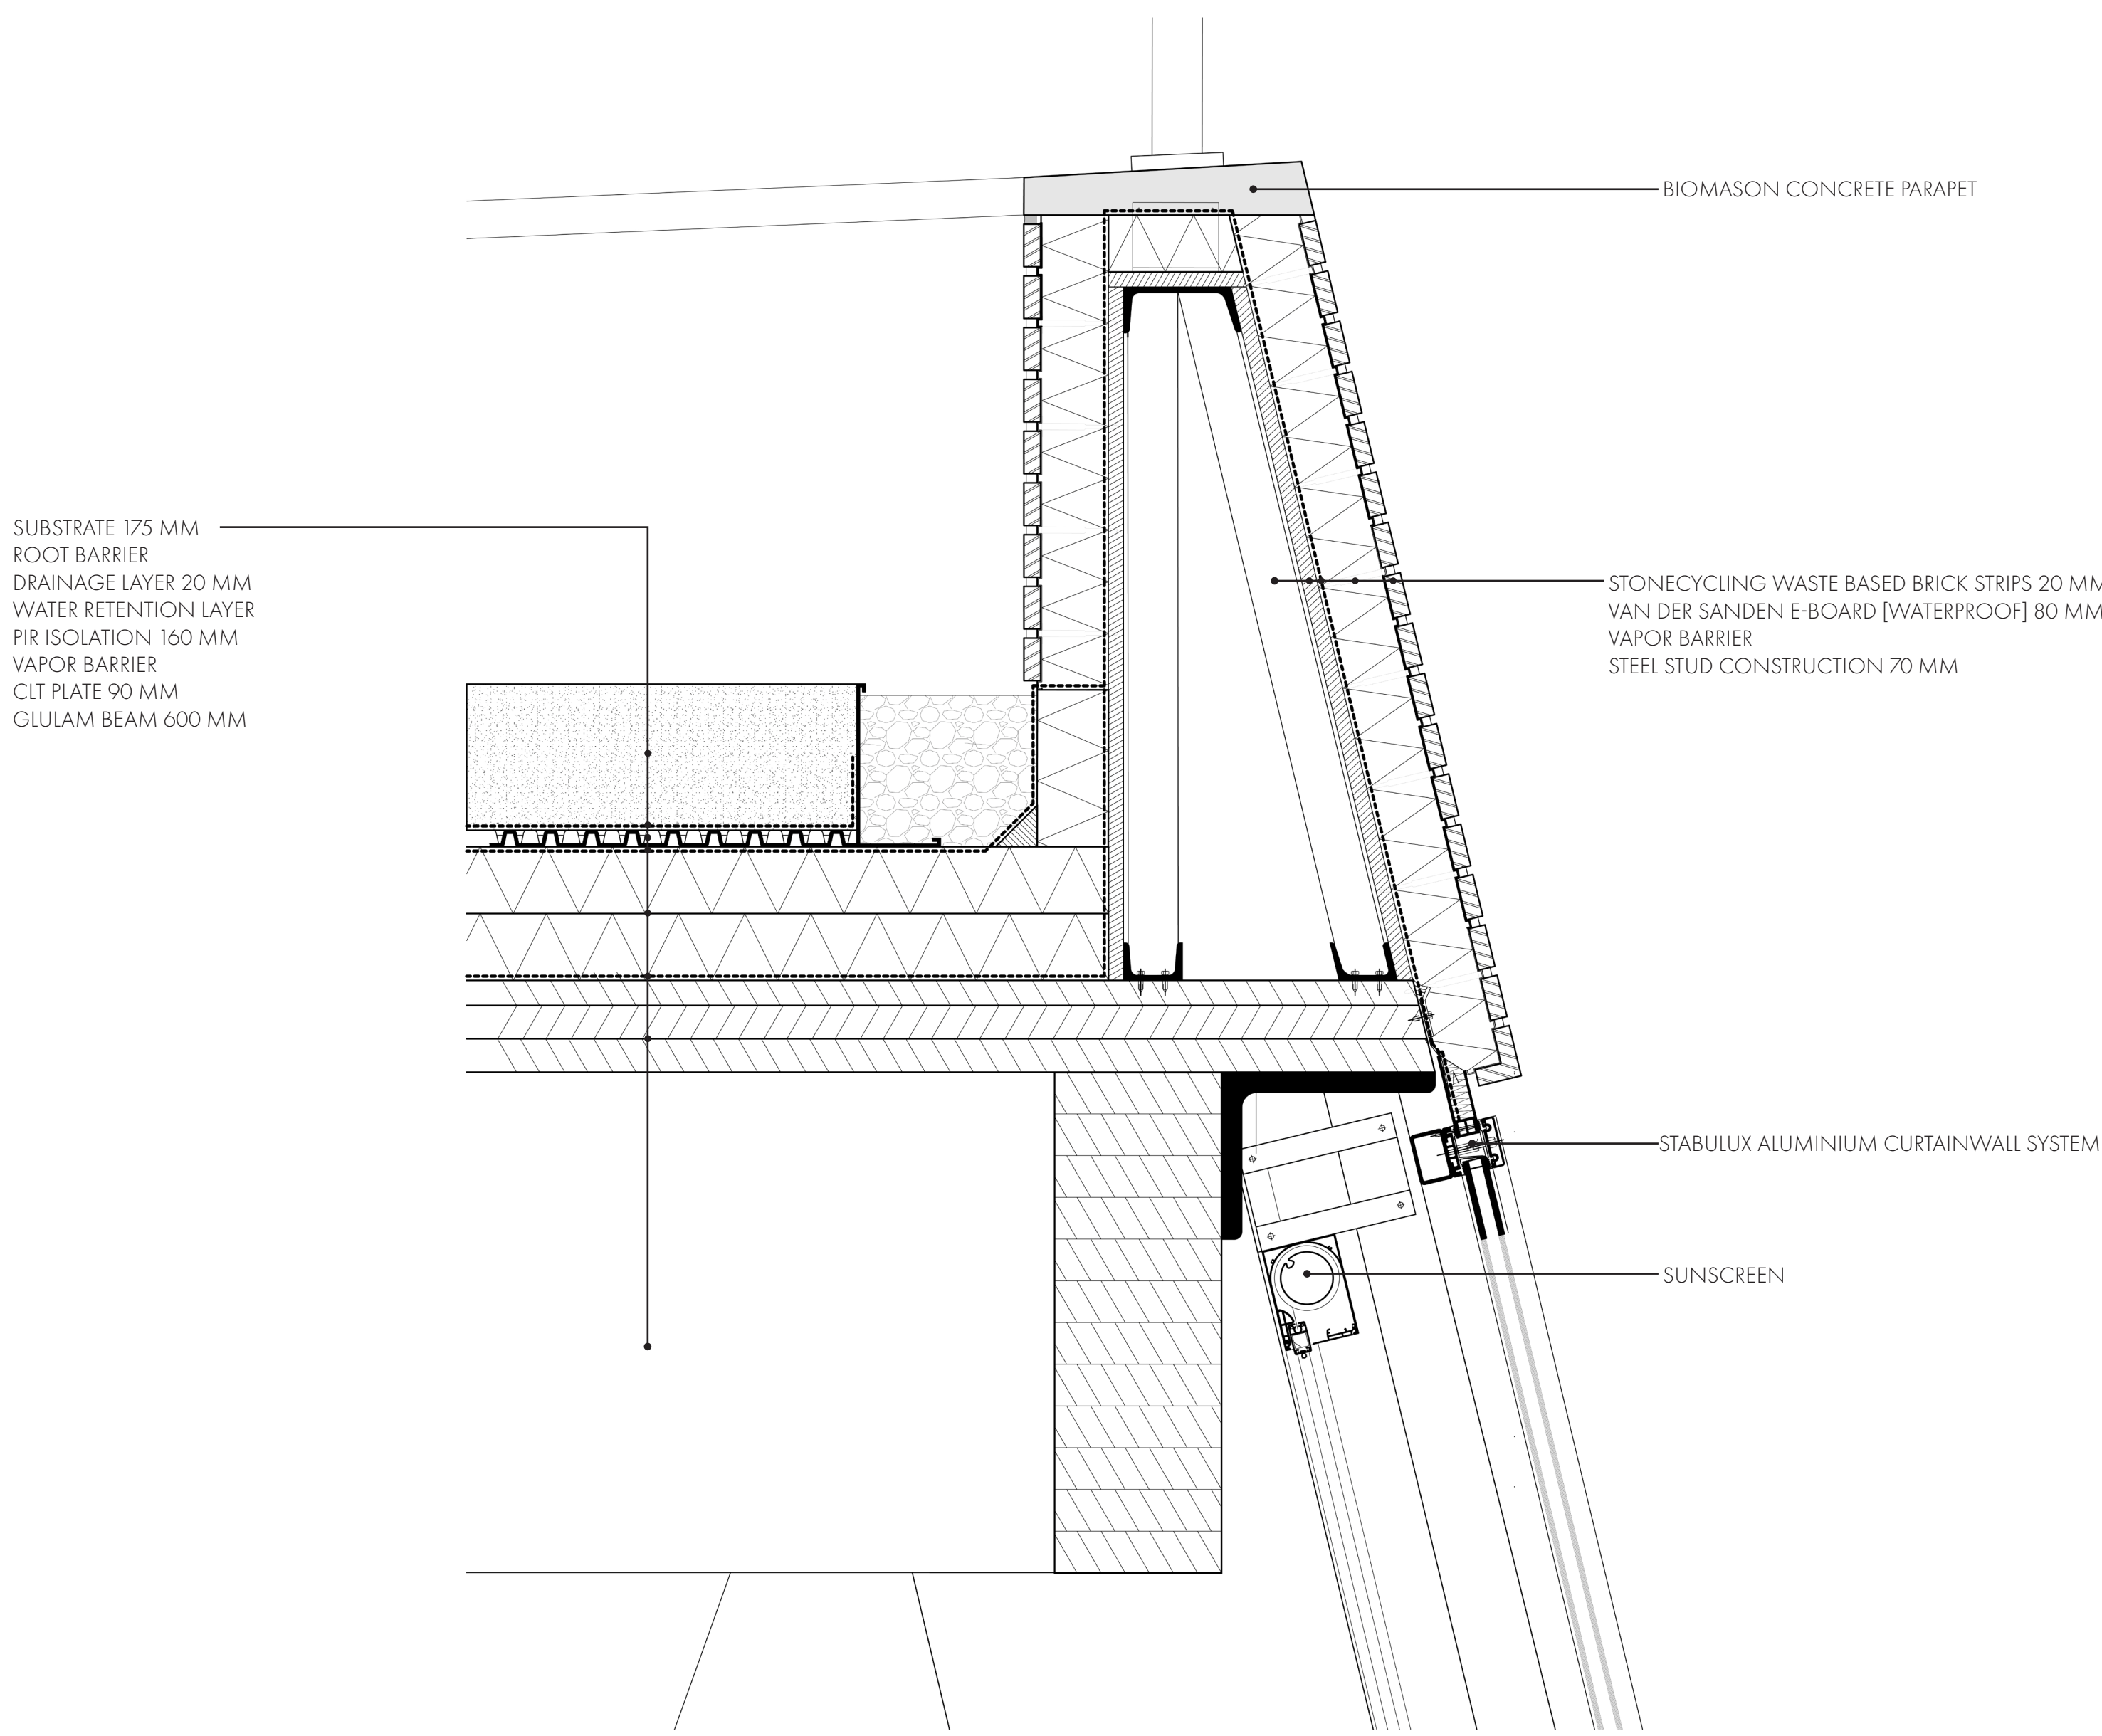 BIOMASON CONCRETE PARAPET
SUBSTRATE 175 MM
ROOT BARRIER
DRAINAGE LAYER 20 MM
WATER RETENTION LAYER
PIR ISOLATION 160 MM
VAPOR BARRIER
CLT PLATE 90 MM
GLULAM BEAM 600 MM
STONECYCLING WASTE BASED BRICK STRIPS 20 MM
VAN DER SANDEN E-BOARD [WATERPROOF] 80 MM
VAPOR BARRIER
STEEL STUD CONSTRUCTION 70 MM
STABULUX ALUMINIUM CURTAINWALL SYSTEM
SUNSCREEN